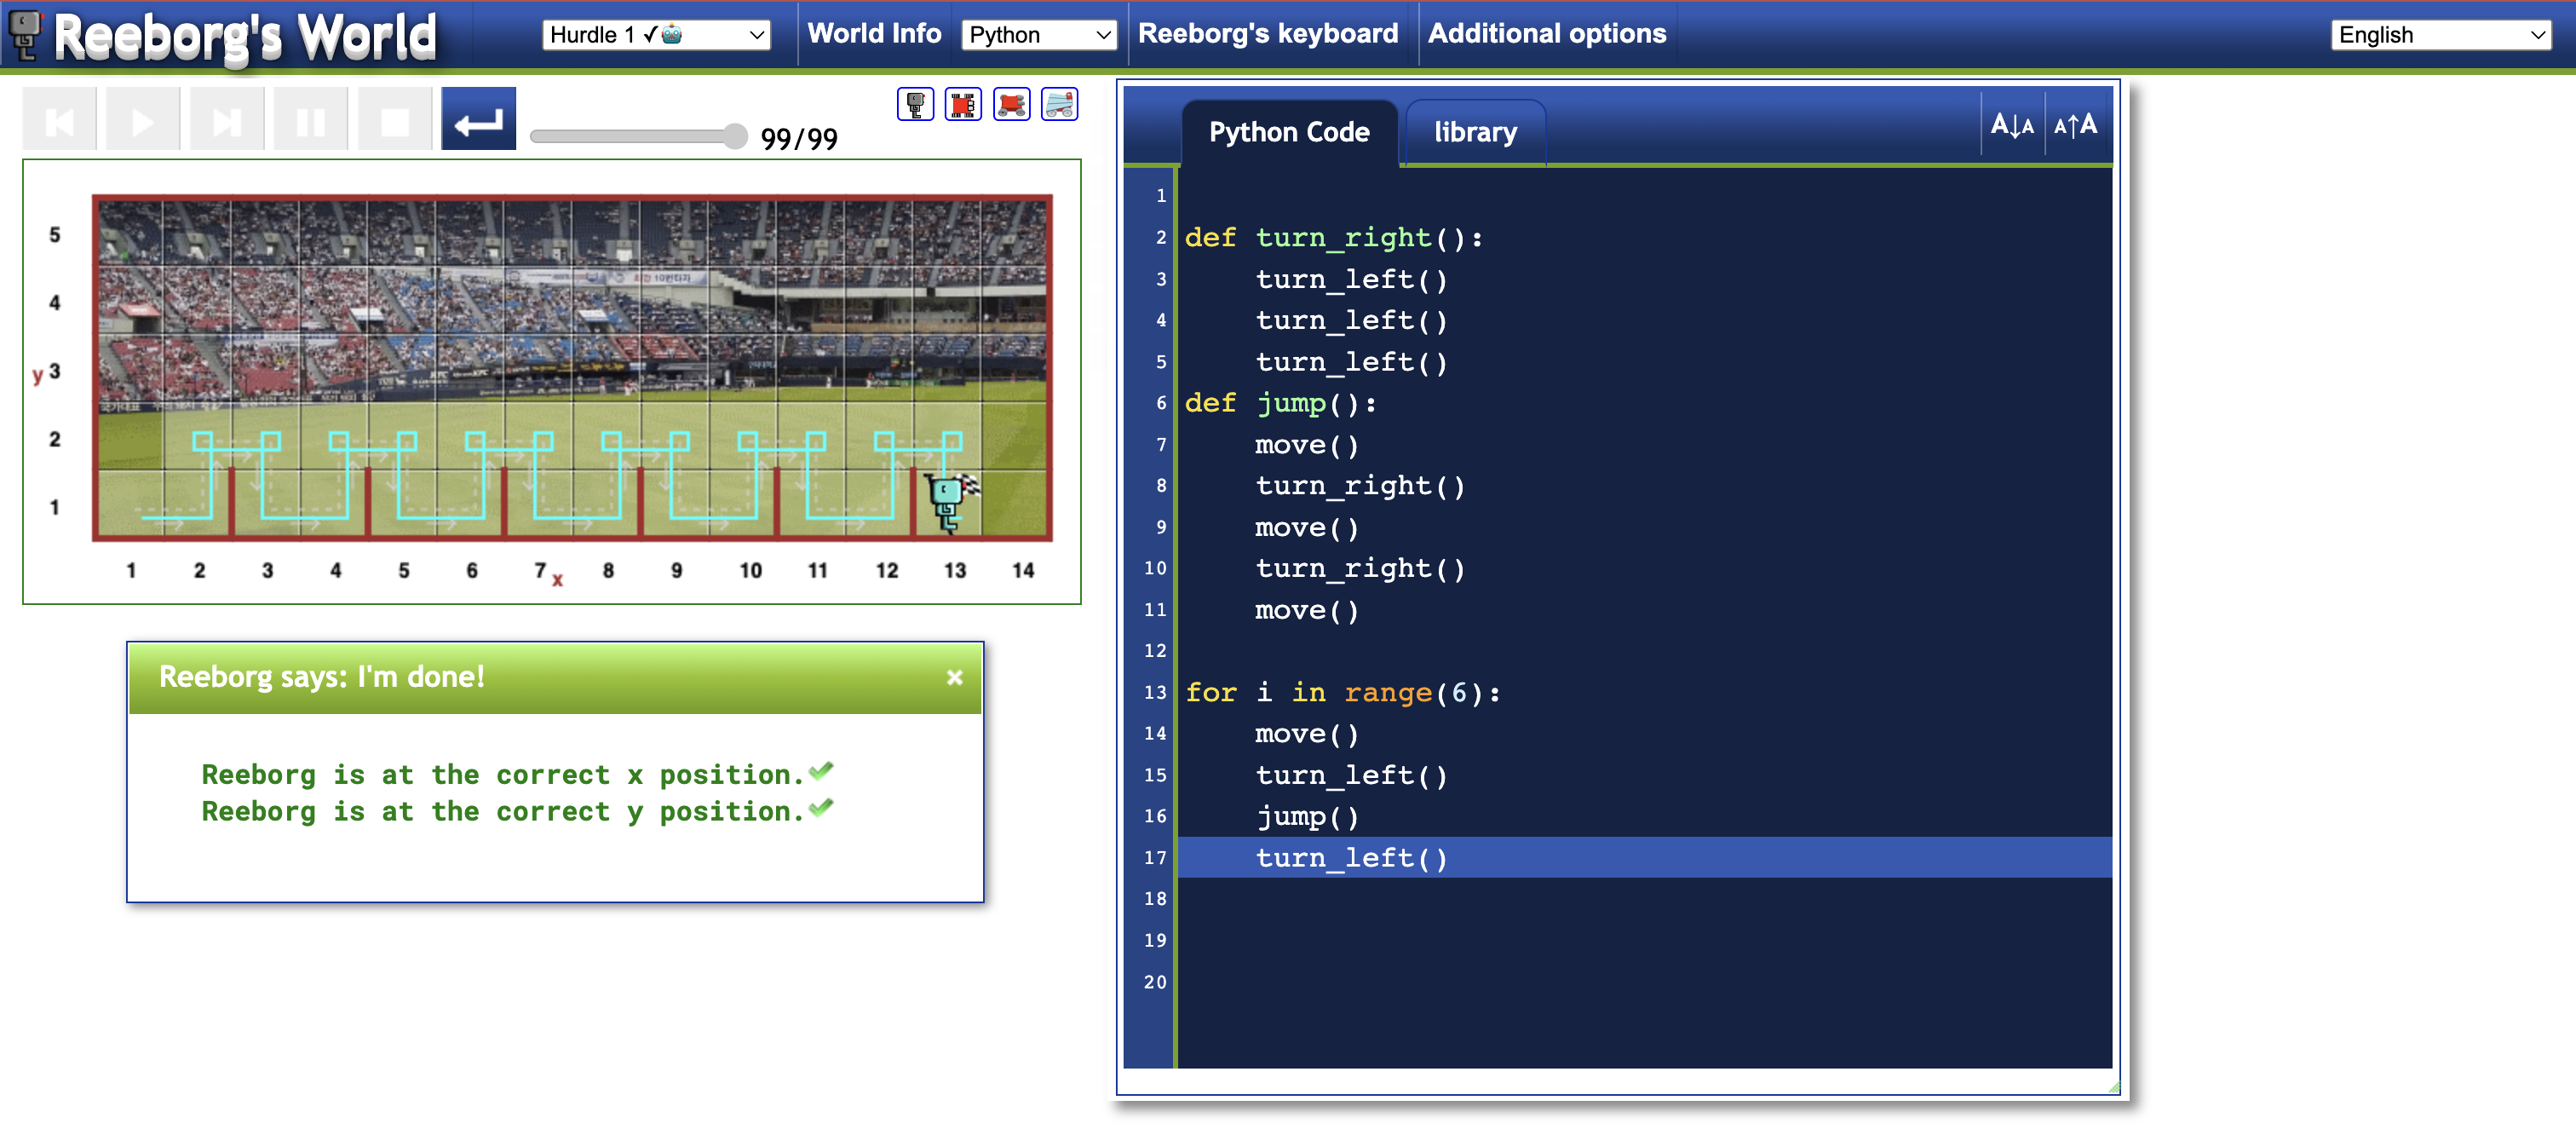 Reeborg's World
Hurdle 1 ✓🤖
World Info
Python
Reeborg's keyboard
Additional options
English
99/99
5
4
y 3
2
1
1 2 3 4 5 6 7 x 8 9 10 11 12 13 14
Reeborg says: I'm done!
×
Reeborg is at the correct x position.✔
Reeborg is at the correct y position.✔
Python Code
library
A↓A
A↑A
1
2 def turn_right():
3     turn_left()
4     turn_left()
5     turn_left()
6 def jump():
7     move()
8     turn_right()
9     move()
10     turn_right()
11     move()
12
13 for i in range(6):
14     move()
15     turn_left()
16     jump()
17     turn_left()
18
19
20